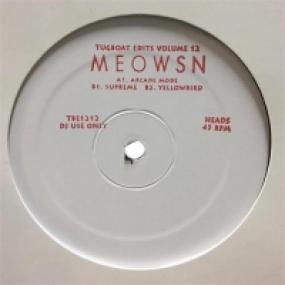 TUGBOAT EDITS VOLUME 12
MEOWSN
A1. ARCADE MODE
B1. SUPREME B2. YELLOWBIRD
TBE1212
DJ USE ONLY
HEADS
45 RPM